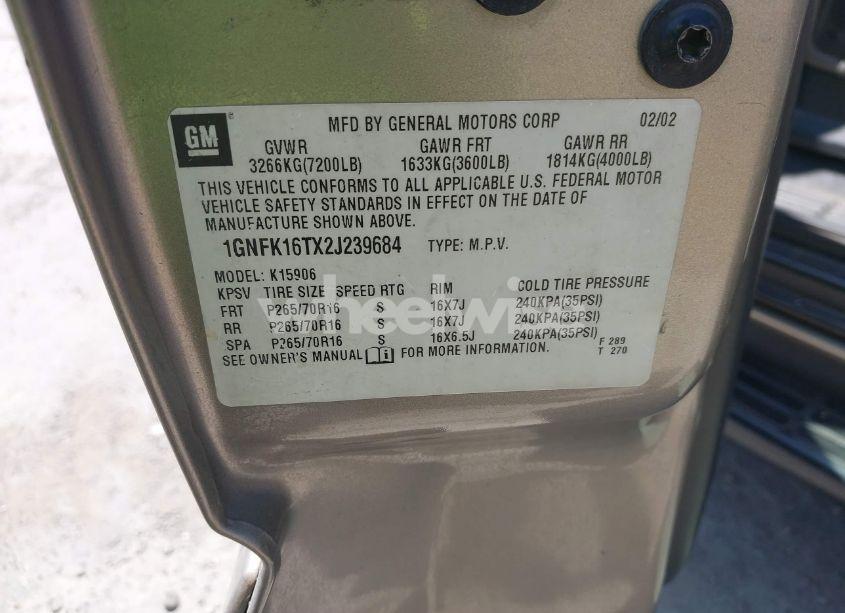 GM
MFD BY GENERAL MOTORS CORP 02/02
GVWR GAWR FRT GAWR RR
3266KG(7200LB) 1633KG(3600LB) 1814KG(4000LB)
THIS VEHICLE CONFORMS TO ALL APPLICABLE U.S. FEDERAL MOTOR
VEHICLE SAFETY STANDARDS IN EFFECT ON THE DATE OF
MANUFACTURE SHOWN ABOVE.
1GNFK16TX2J239684 TYPE: M.P.V.
MODEL: K15906
KPSV TIRE SIZE SPEED RTG RIM COLD TIRE PRESSURE
FRT P265/70R16 S 16X7J 240KPA(35PSI)
RR P265/70R16 S 16X7J 240KPA(35PSI)
SPA P265/70R16 S 16X6.5J 240KPA(35PSI)
SEE OWNER'S MANUAL FOR MORE INFORMATION.
F 289
T 270